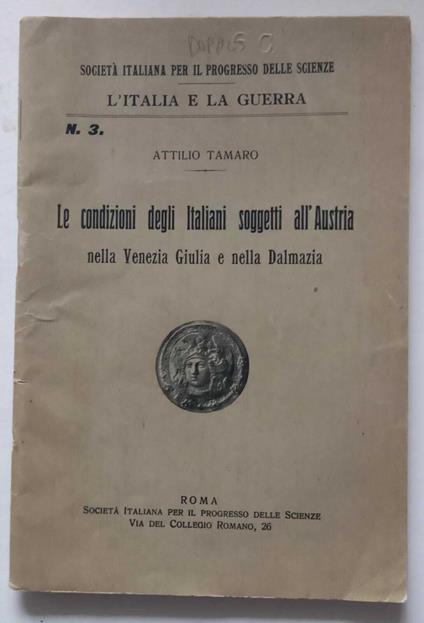 DOPPIS C.
SOCIETÀ ITALIANA PER IL PROGRESSO DELLE SCIENZE
L'ITALIA E LA GUERRA
N. 3.
ATTILIO TAMARO
Le condizioni degli Italiani soggetti all'Austria
nella Venezia Giulia e nella Dalmazia
ROMA
SOCIETÀ ITALIANA PER IL PROGRESSO DELLE SCIENZE
VIA DEL COLLEGIO ROMANO, 26